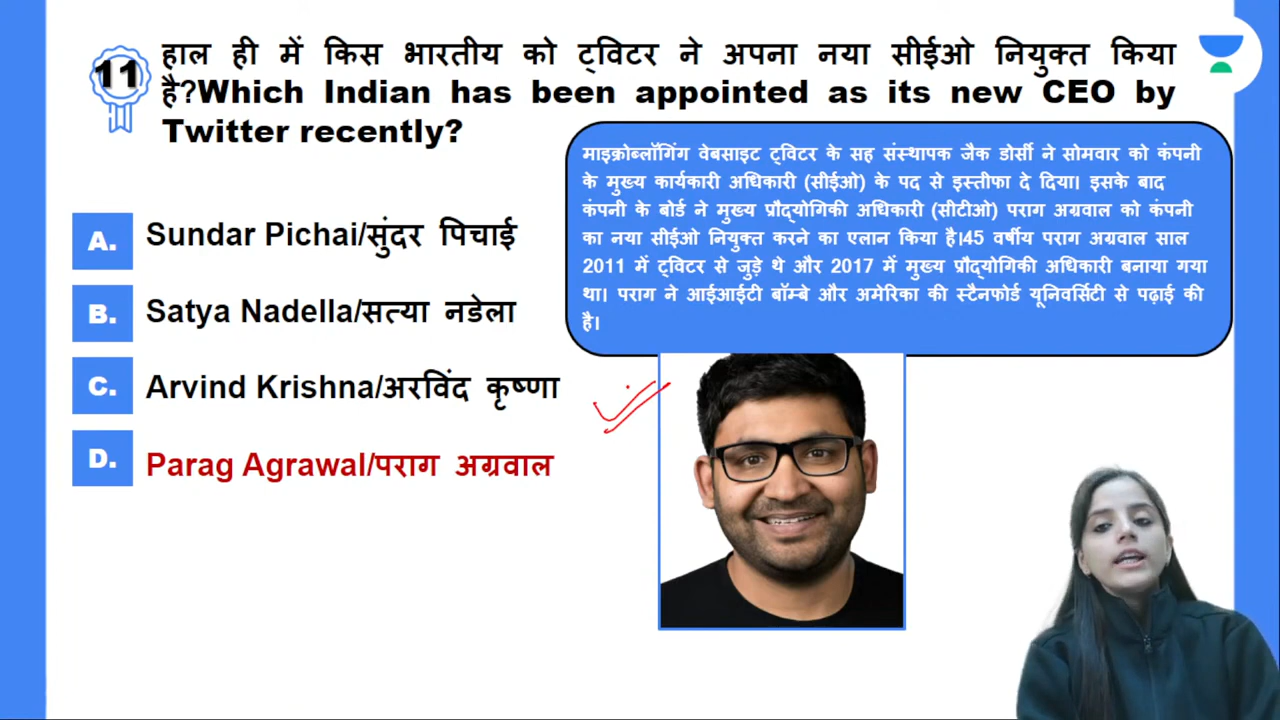 11
हाल ही में किस भारतीय को ट्विटर ने अपना नया सीईओ नियुक्त किया
है?Which Indian has been appointed as its new CEO by
Twitter recently?
माइक्रोब्लॉगिंग वेबसाइट ट्विटर के सह संस्थापक जैक डोर्सी ने सोमवार को कंपनी
के मुख्य कार्यकारी अधिकारी (सीईओ) के पद से इस्तीफा दे दिया। इसके बाद
कंपनी के बोर्ड ने मुख्य प्रौद्योगिकी अधिकारी (सीटीओ) पराग अग्रवाल को कंपनी
का नया सीईओ नियुक्त करने का एलान किया है।45 वर्षीय पराग अग्रवाल साल
2011 में ट्विटर से जुड़े थे और 2017 में मुख्य प्रौद्योगिकी अधिकारी बनाया गया
था। पराग ने आईआईटी बॉम्बे और अमेरिका की स्टैनफोर्ड यूनिवर्सिटी से पढ़ाई की
है।
A. Sundar Pichai/सुंदर पिचाई
B. Satya Nadella/सत्या नडेला
C. Arvind Krishna/अरविंद कृष्णा
D. Parag Agrawal/पराग अग्रवाल